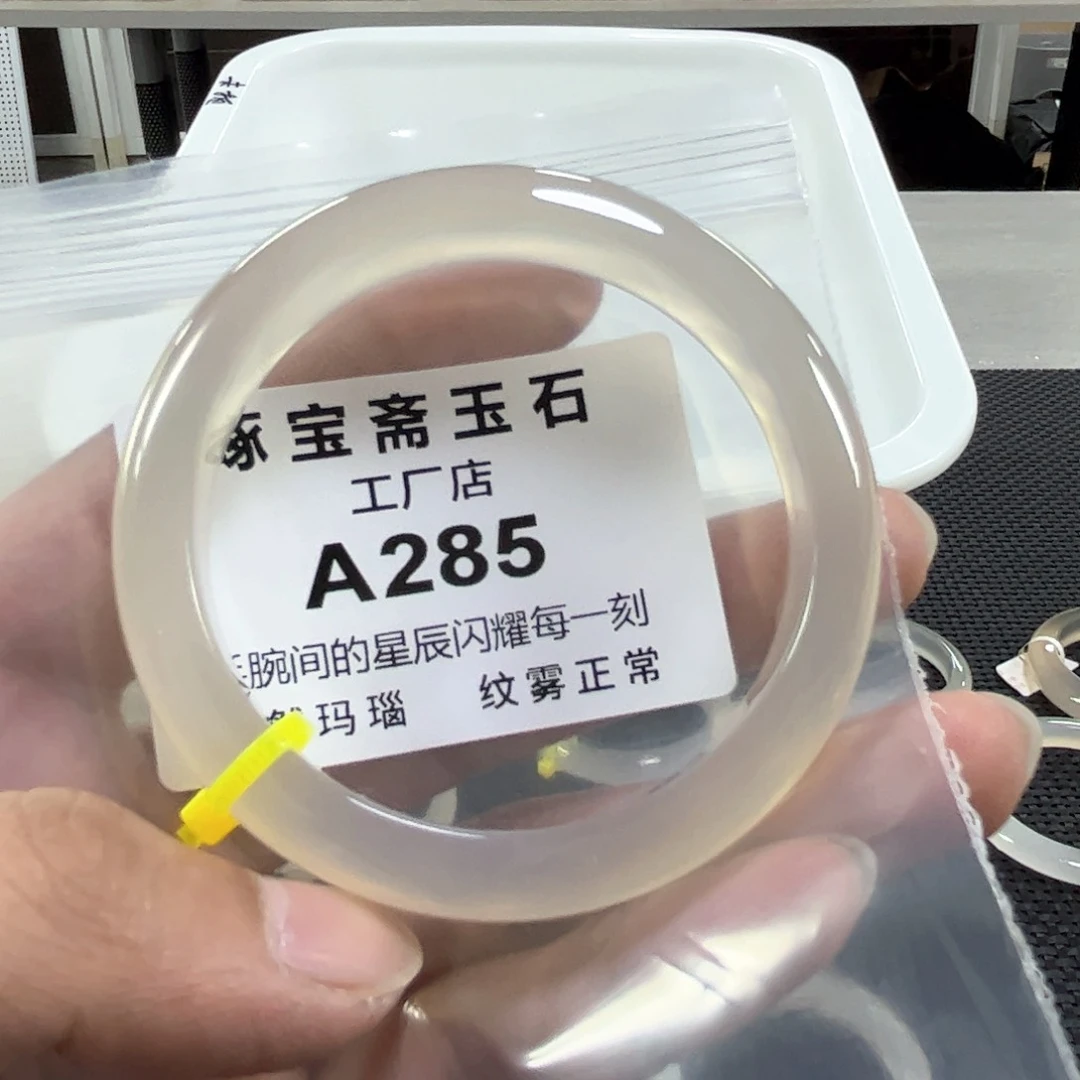 宝斋玉石
工厂店
A285
腕间的星辰闪耀每一刻
玛瑙 纹雾正常